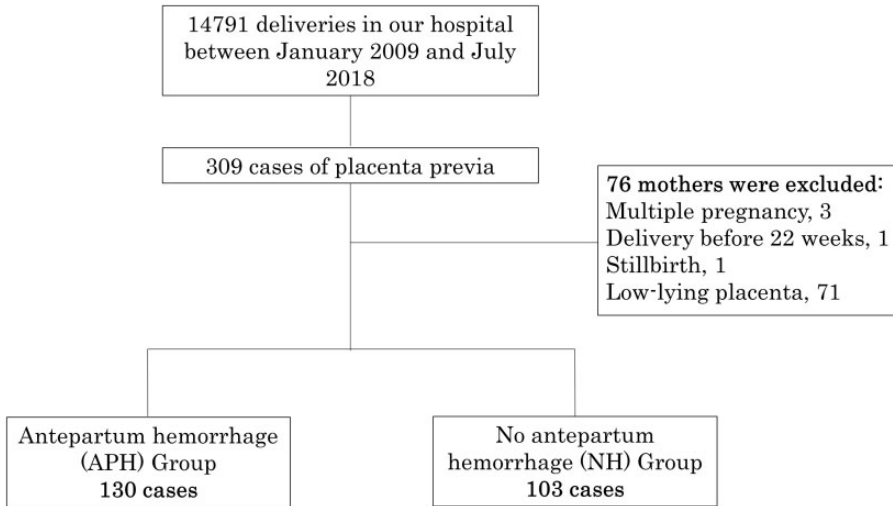 14791 deliveries in our hospital
between January 2009 and July
2018
309 cases of placenta previa
76 mothers were excluded:
Multiple pregnancy, 3
Delivery before 22 weeks, 1
Stillbirth, 1
Low-lying placenta, 71
Antepartum hemorrhage
(APH) Group
130 cases
No antepartum
hemorrhage (NH) Group
103 cases